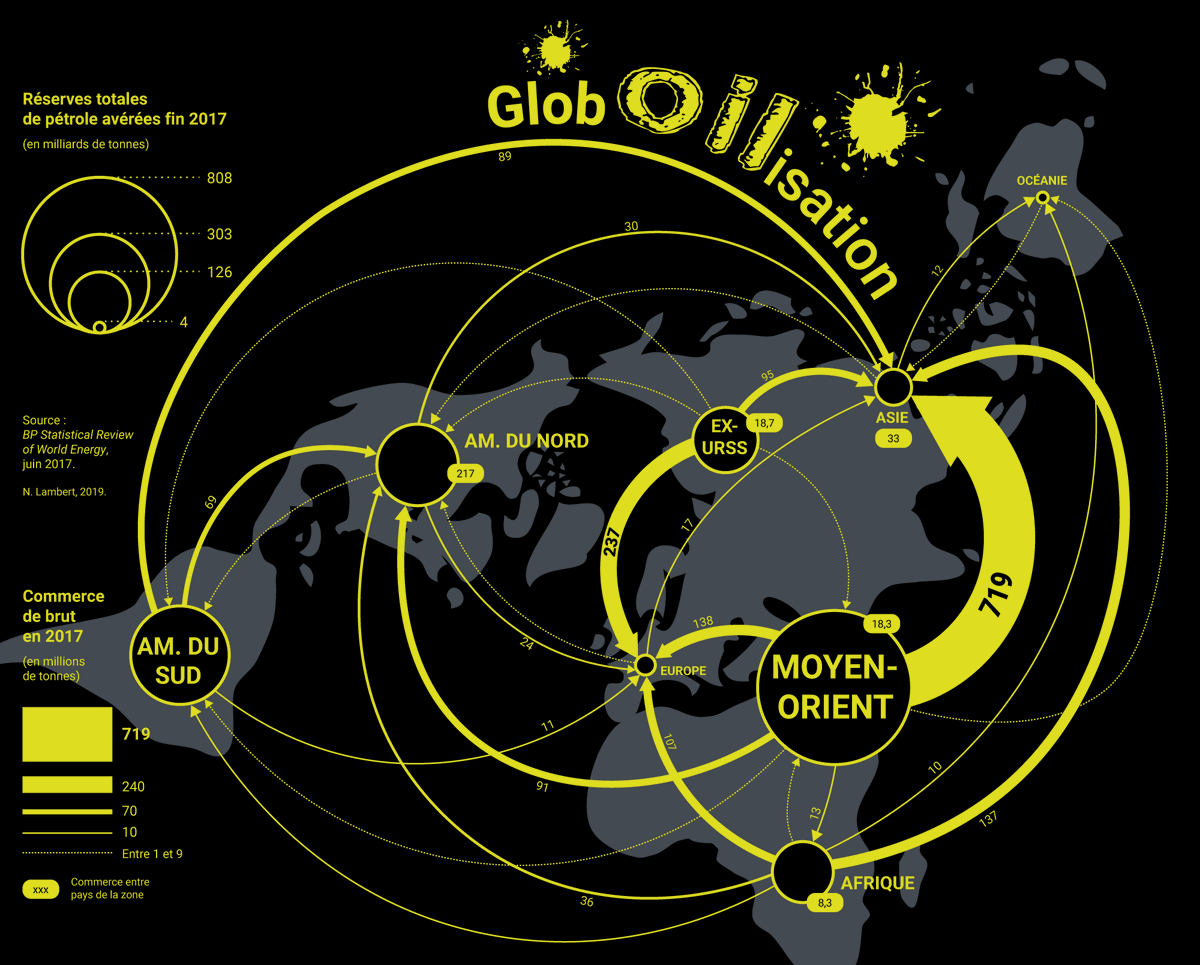 GlobOilisation
Réserves totales
de pétrole avérées fin 2017
(en milliards de tonnes)
808
303
126
4
Source :
BP Statistical Review
of World Energy,
juin 2017.
N. Lambert, 2019.
Commerce
de brut
en 2017
(en millions
de tonnes)
719
240
70
10
Entre 1 et 9
xxx
Commerce entre
pays de la zone
89
30
OCÉANIE
12
95
EX-
URSS
18,7
ASIE
33
AM. DU NORD
217
69
17
237
719
138
18,3
24
EUROPE
AM. DU
SUD
MOYEN-
ORIENT
11
107
91
10
13
137
AFRIQUE
8,3
36